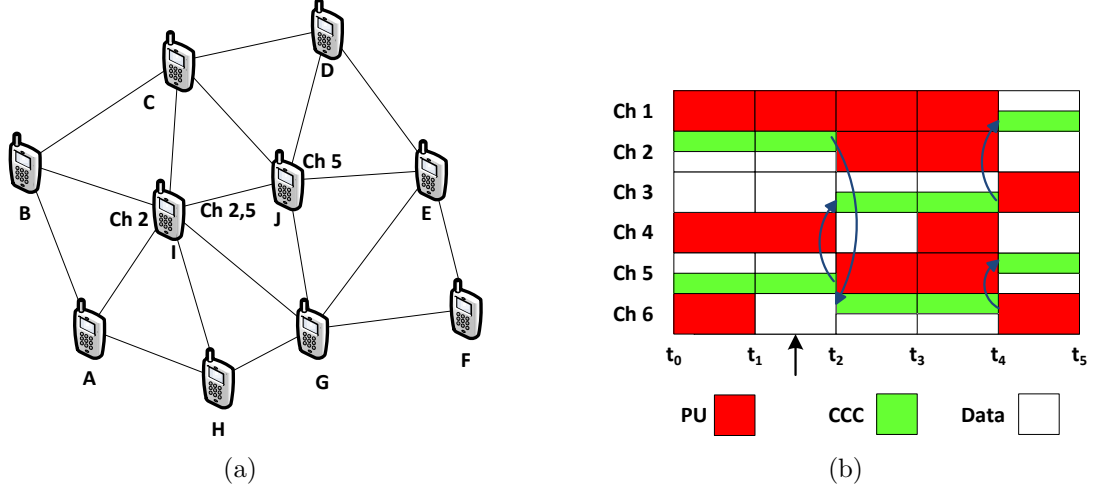 D
C
Ch 5
B
Ch 2
Ch 2,5
J
E
I
A
H
G
F
(a)
Ch 1
Ch 2
Ch 3
Ch 4
Ch 5
Ch 6
t0 t1 t2 t3 t4 t5
PU CCC Data
(b)